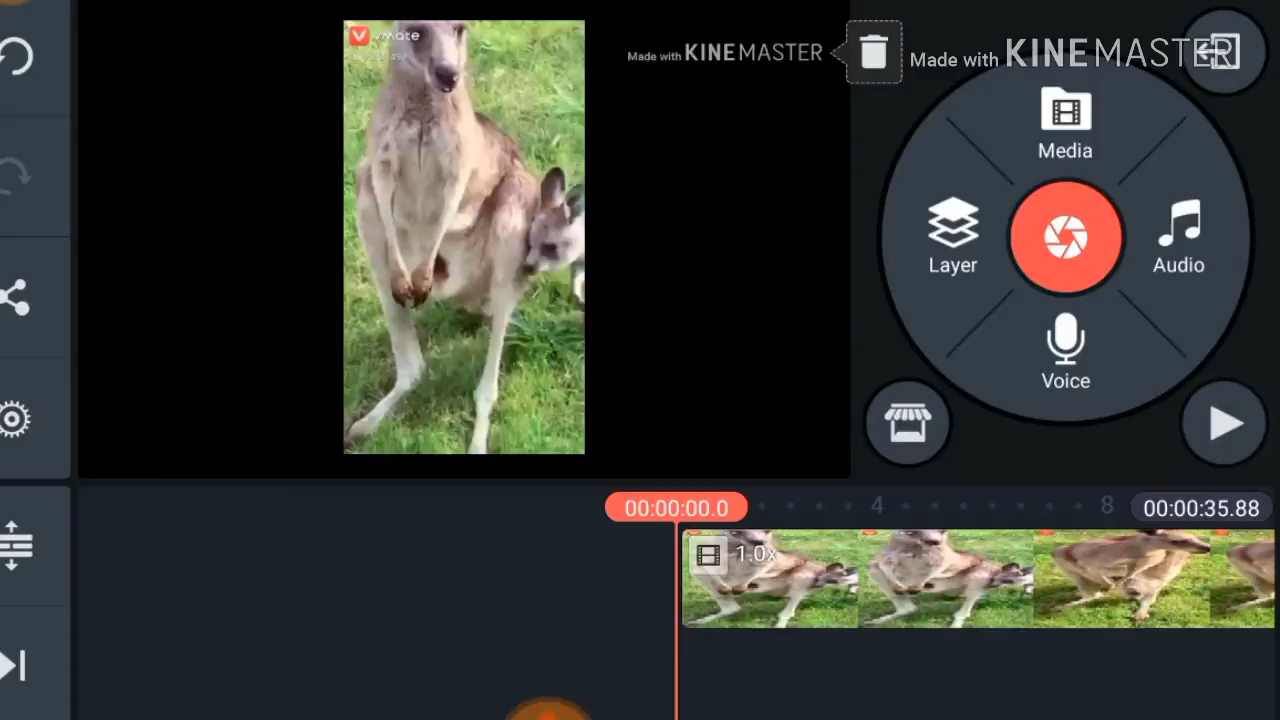 vmate
Made with KINEMASTER
Made with KINEMASTER
Media
Layer
Audio
Voice
00:00:00.0
4
8
00:00:35.88
1.0x